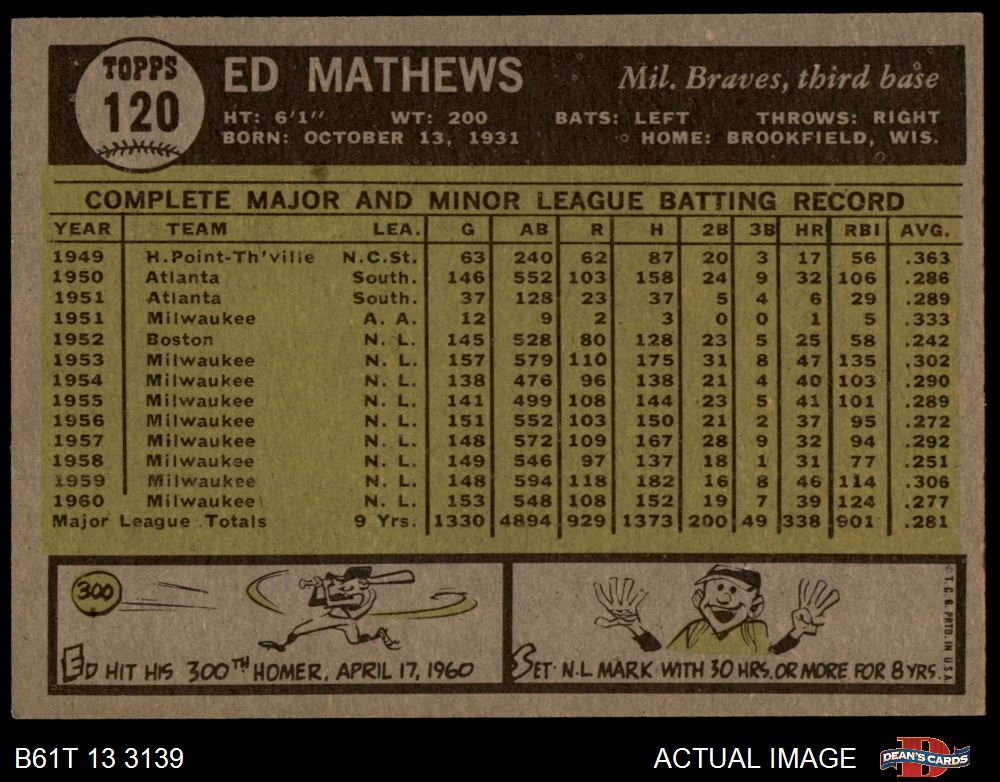 TOPPS
120
ED MATHEWS
Mil. Braves, third base
HT: 6'1" WT: 200 BATS: LEFT THROWS: RIGHT
BORN: OCTOBER 13, 1931 HOME: BROOKFIELD, WIS.
COMPLETE MAJOR AND MINOR LEAGUE BATTING RECORD
YEAR TEAM LEA. G AB R H 2B 3B HR RBI AVG.
1949 H.Point-Th'ville N.C.St. 63 240 62 87 20 3 17 56 .363
1950 Atlanta South. 146 552 103 158 24 9 32 106 .286
1951 Atlanta South. 37 128 23 37 5 4 6 29 .289
1951 Milwaukee A. A. 12 9 2 3 0 0 1 5 .333
1952 Boston N. L. 145 528 80 128 23 5 25 58 .242
1953 Milwaukee N. L. 157 579 110 175 31 8 47 135 .302
1954 Milwaukee N. L. 138 476 96 138 21 4 40 103 .290
1955 Milwaukee N. L. 141 499 108 144 23 5 41 101 .289
1956 Milwaukee N. L. 151 552 103 150 21 2 37 95 .272
1957 Milwaukee N. L. 148 572 109 167 28 9 32 94 .292
1958 Milwaukee N. L. 149 546 97 137 18 1 31 77 .251
1959 Milwaukee N. L. 148 594 118 182 16 8 46 114 .306
1960 Milwaukee N. L. 153 548 108 152 19 7 39 124 .277
Major League Totals 9 Yrs. 1330 4894 929 1373 200 49 338 901 .281
300
ED HIT HIS 300TH HOMER, APRIL 17, 1960
SET N.L MARK WITH 30 HRS. OR MORE FOR 8 YRS.
© T. C. G. PRTD. IN U.S.A.
B61T 13 3139
ACTUAL IMAGE
DEAN'S CARDS